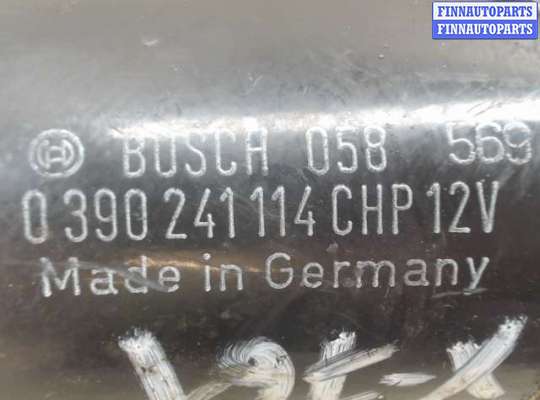 FINNAUTOPARTS
FINNAUTOPARTS
BOSCH 058 569
0 390 241 114 CHP 12V
Made in Germany